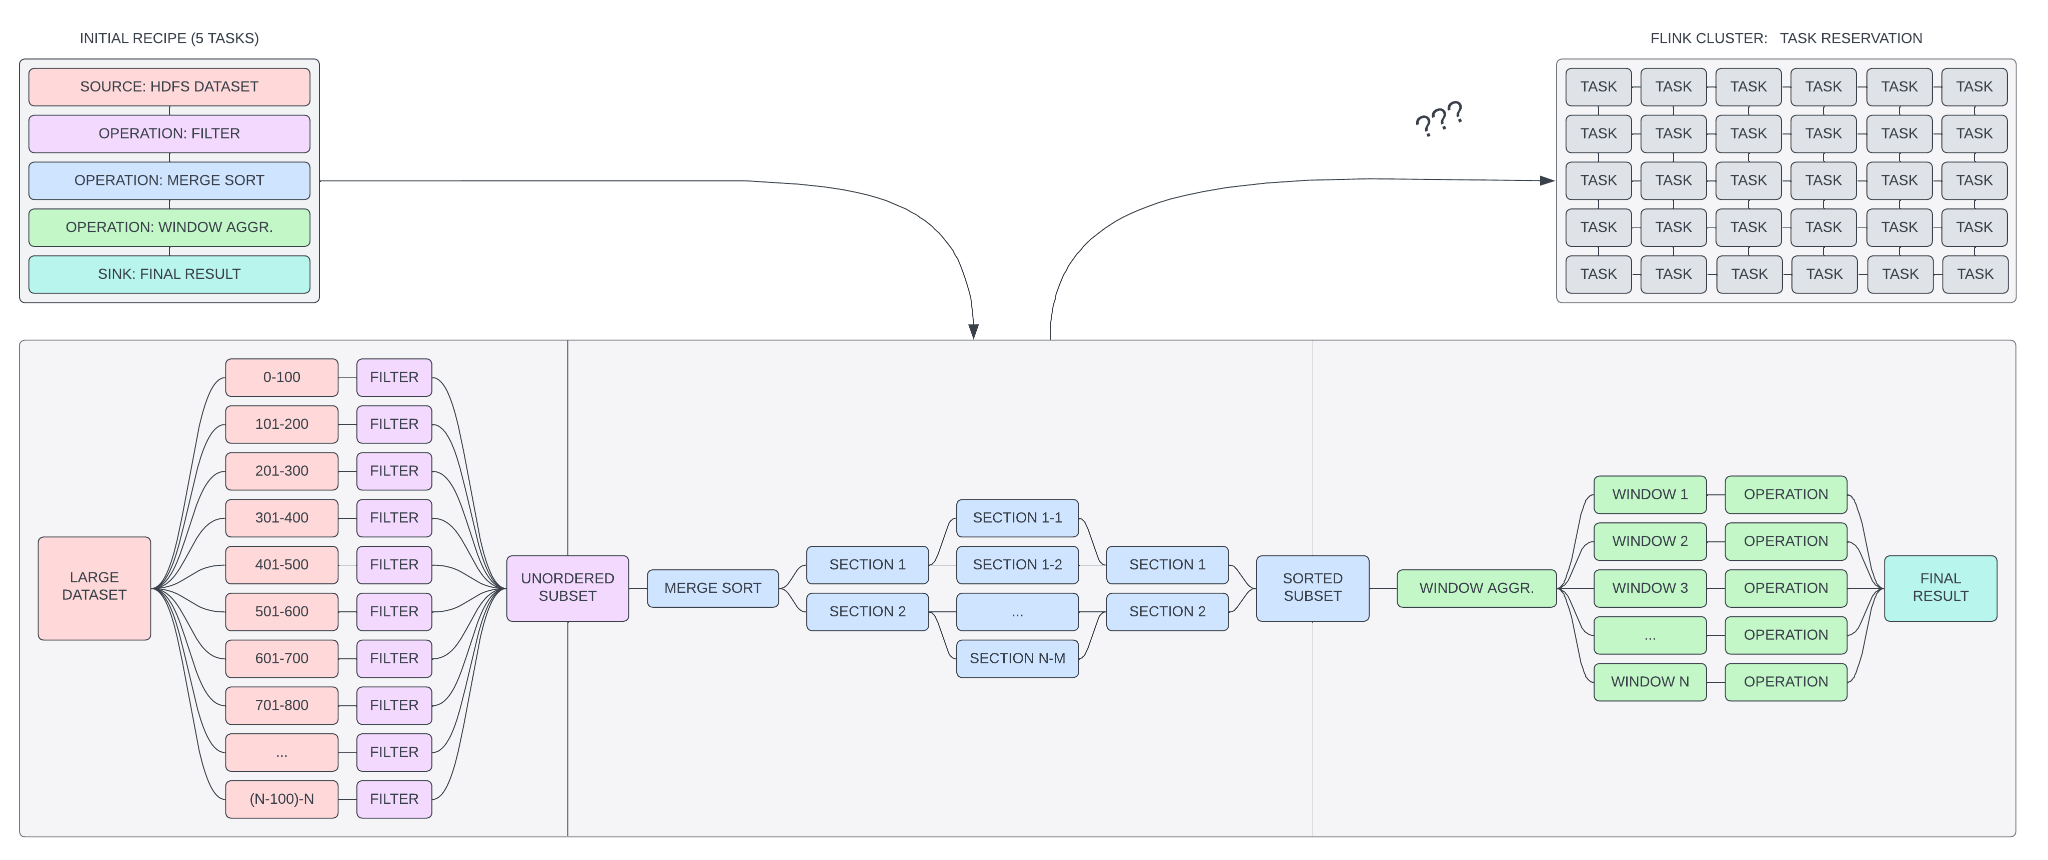 INITIAL RECIPE (5 TASKS)
SOURCE: HDFS DATASET
OPERATION: FILTER
OPERATION: MERGE SORT
OPERATION: WINDOW AGGR.
SINK: FINAL RESULT
???
FLINK CLUSTER: TASK RESERVATION
TASK TASK TASK TASK TASK TASK
TASK TASK TASK TASK TASK TASK
TASK TASK TASK TASK TASK TASK
TASK TASK TASK TASK TASK TASK
TASK TASK TASK TASK TASK TASK
LARGE
DATASET
0-100 FILTER
101-200 FILTER
201-300 FILTER
301-400 FILTER
401-500 FILTER
501-600 FILTER
601-700 FILTER
701-800 FILTER
... FILTER
(N-100)-N FILTER
UNORDERED
SUBSET
MERGE SORT
SECTION 1
SECTION 2
SECTION 1-1
SECTION 1-2
...
SECTION N-M
SECTION 1
SECTION 2
SORTED
SUBSET
WINDOW AGGR.
WINDOW 1 OPERATION
WINDOW 2 OPERATION
WINDOW 3 OPERATION
... OPERATION
WINDOW N OPERATION
FINAL
RESULT